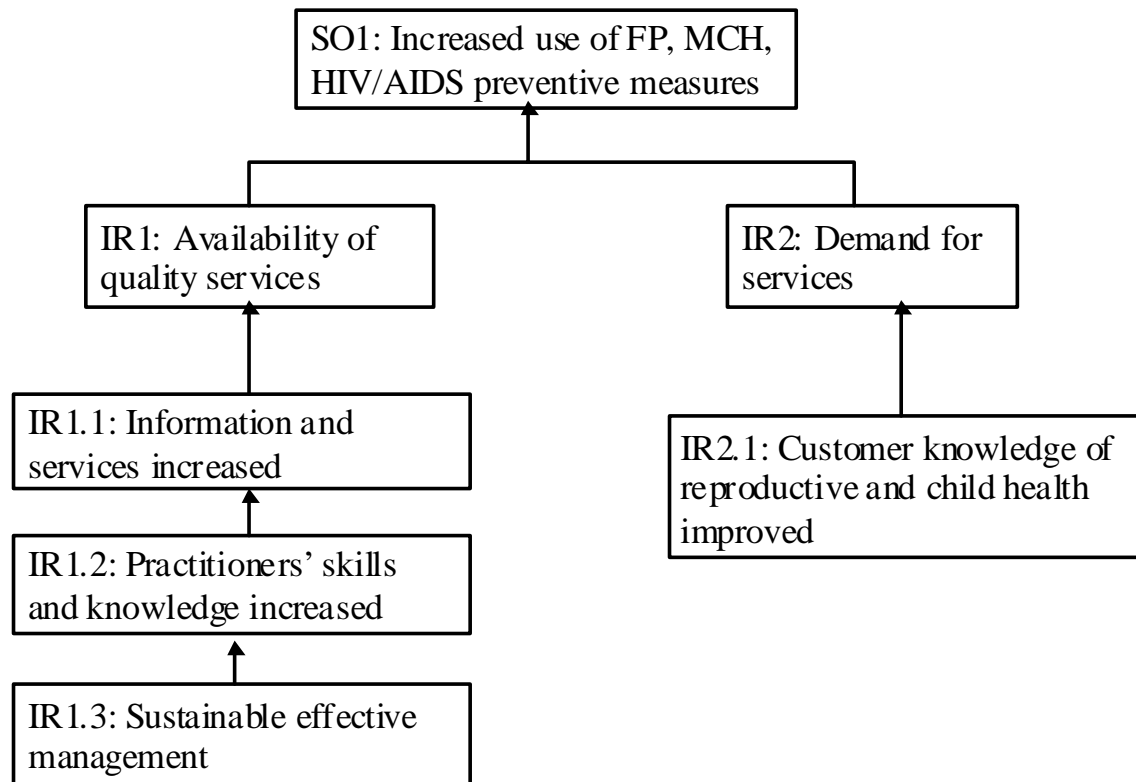 SO1: Increased use of FP, MCH,
HIV/AIDS preventive measures
IR1: Availability of
quality services
IR2: Demand for
services
IR1.1: Information and
services increased
IR2.1: Customer knowledge of
reproductive and child health
improved
IR1.2: Practitioners’ skills
and knowledge increased
IR1.3: Sustainable effective
management